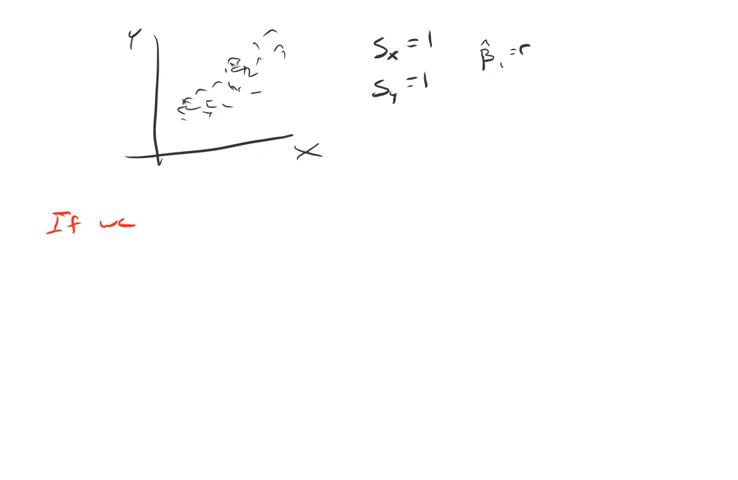 Y
X
Sx = 1
Sy = 1
β̂₁ = r
If we